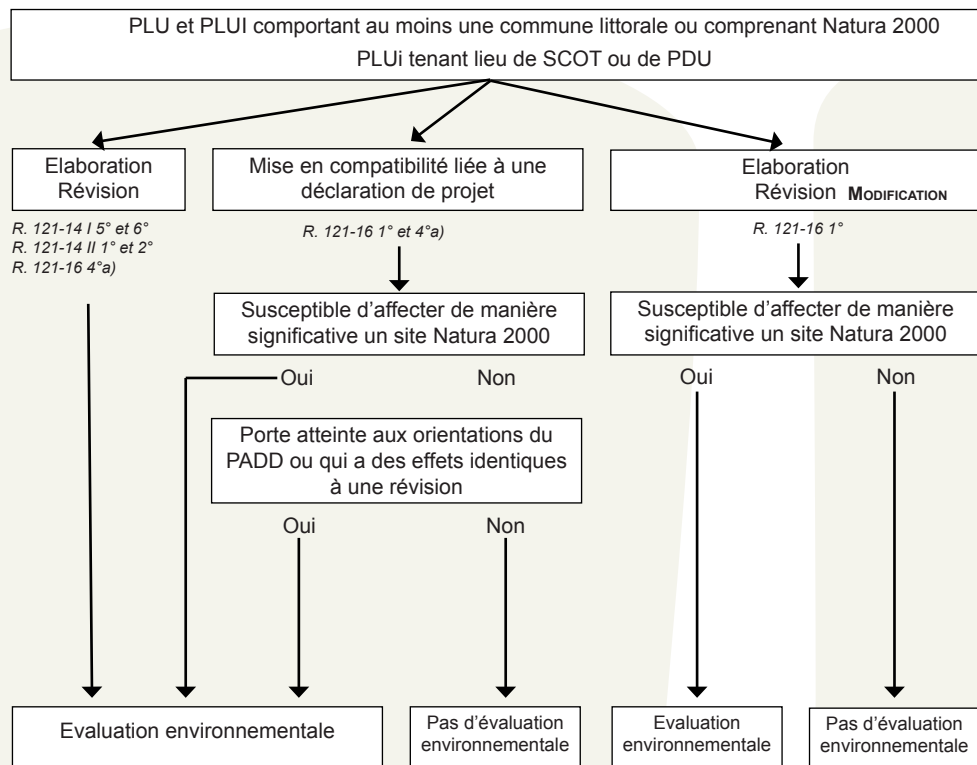 PLU et PLUI comportant au moins une commune littorale ou comprenant Natura 2000
PLUi tenant lieu de SCOT ou de PDU
Elaboration
Révision
R. 121-14 I 5° et 6°
R. 121-14 II 1° et 2°
R. 121-16 4°a)
Mise en compatibilité liée à une
déclaration de projet
R. 121-16 1° et 4°a)
Elaboration
Révision MODIFICATION
R. 121-16 1°
Susceptible d'affecter de manière
significative un site Natura 2000
Susceptible d'affecter de manière
significative un site Natura 2000
Oui
Non
Oui
Non
Porte atteinte aux orientations du
PADD ou qui a des effets identiques
à une révision
Oui
Non
Evaluation environnementale
Pas d'évaluation
environnementale
Evaluation
environnementale
Pas d'évaluation
environnementale